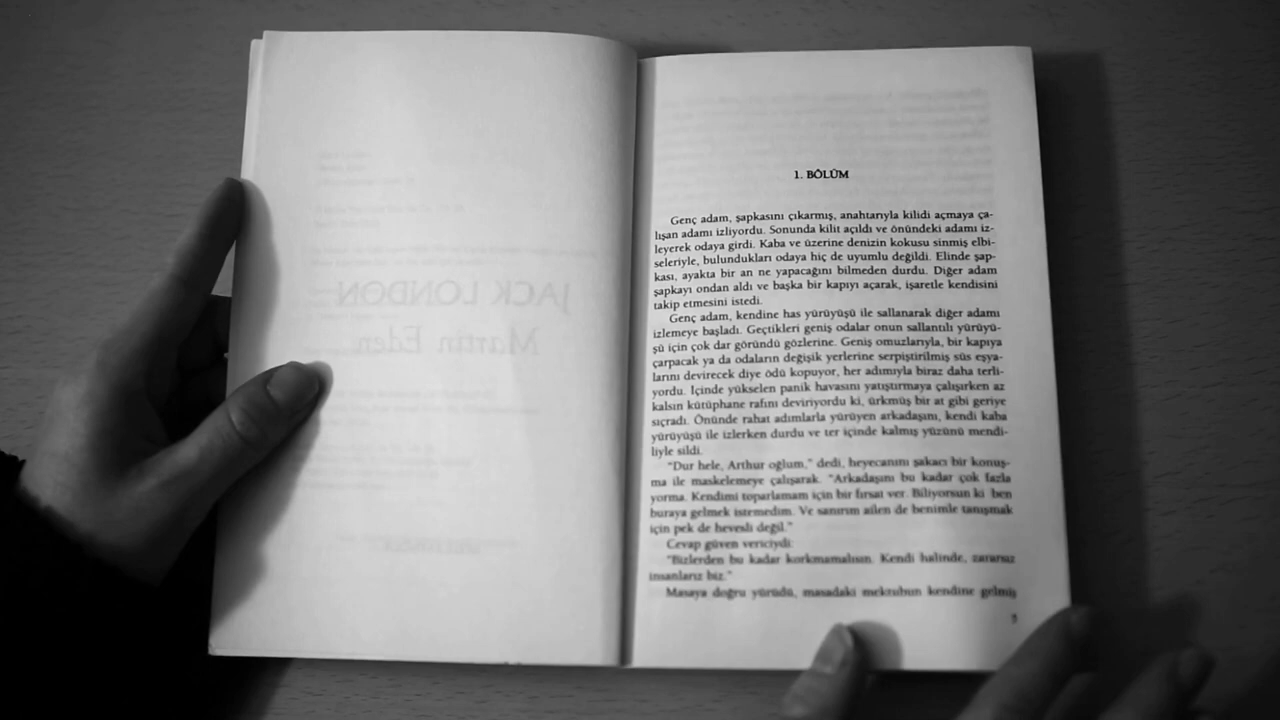 JACK LONDON
Martin Eden
1. BÖLÜM
Genç adam, şapkasını çıkarmış, anahtarıyla kilidi açmaya ça-
lışan adamı izliyordu. Sonunda kilit açıldı ve önündeki adamı iz-
leyerek odaya girdi. Kaba ve üzerine denizin kokusu sinmiş elbi-
seleriyle, bulundukları odaya hiç de uyumlu değildi. Elinde şap-
kası, ayakta bir an ne yapacağını bilmeden durdu. Diğer adam
şapkayı ondan aldı ve başka bir kapıyı açarak, işaretle kendisini
takip etmesini istedi.
Genç adam, kendine has yürüyüşü ile sallanarak diğer adamı
izlemeye başladı. Geçtikleri geniş odalar onun sallantılı yürüyü-
şü için çok dar göründü gözlerine. Geniş omuzlarıyla, bir kapıya
çarpacak ya da odaların değişik yerlerine serpiştirilmiş süs eşya-
larını devirecek diye ödü kopuyor, her adımıyla biraz daha terli-
yordu. İçinde yükselen panik havasını yatıştırmaya çalışırken az
kalsın kütüphane rafını deviriyordu ki, ürkmüş bir at gibi geriye
sıçradı. Önünde rahat adımlarla yürüyen arkadaşını, kendi kaba
yürüyüşü ile izlerken durdu ve ter içinde kalmış yüzünü mendi-
liyle sildi.
"Dur hele, Arthur oğlum," dedi, heyecanını şakacı bir konuş-
ma ile maskelemeye çalışarak. "Arkadaşını bu kadar çok fazla
yorma. Kendimi toparlamam için bir fırsat ver. Biliyorsun ki ben
buraya gelmek istemedim. Ve sanırım ailen de benimle tanışmak
için pek de hevesli değil."
Cevap güven vericiydi:
"Bizlerden bu kadar korkmamalısın. Kendi halinde, zararsız
insanlarız biz."
Masaya doğru yürüdü, masadaki mektubun kendine gelmiş